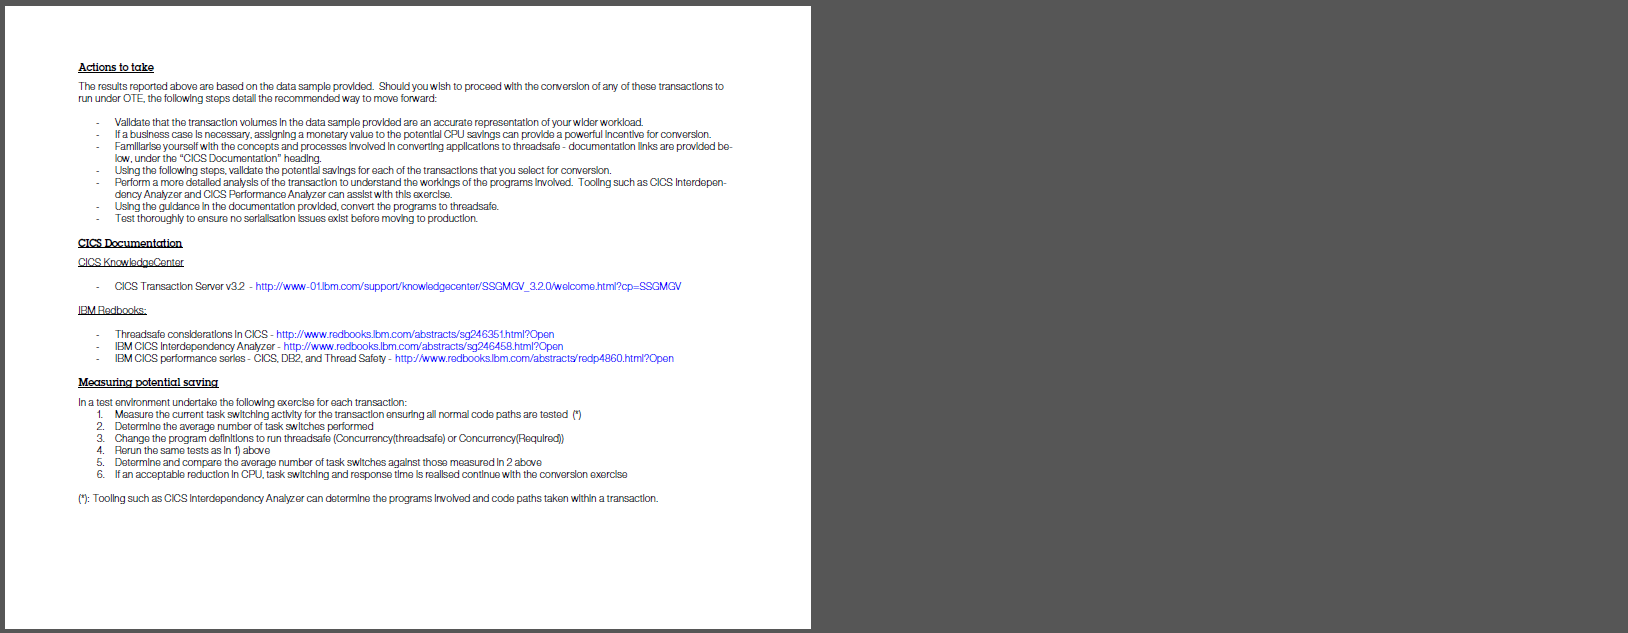 Actions to take
The results reported above are based on the data sample provided.  Should you wish to proceed with the conversion of any of these transactions to
run under OTE, the following steps detail the recommended way to move forward:
- Validate that the transaction volumes in the data sample provided are an accurate representation of your wider workload.
- If a business case is necessary, assigning a monetary value to the potential CPU savings can provide a powerful incentive for conversion.
- Familiarise yourself with the concepts and processes involved in converting applications to threadsafe - documentation links are provided be-
low, under the “CICS Documentation” heading.
- Using the following steps, validate the potential savings for each of the transactions that you select for conversion.
- Perform a more detailed analysis of the transaction to understand the workings of the programs involved.  Tooling such as CICS Interdepen-
dency Analyzer and CICS Performance Analyzer can assist with this exercise.
- Using the guidance in the documentation provided, convert the programs to threadsafe.
- Test thoroughly to ensure no serialisation issues exist before moving to production.
CICS Documentation
CICS KnowledgeCenter
- CICS Transaction Server v3.2  - http://www-01.ibm.com/support/knowledgecenter/SSGMGV_3.2.0/welcome.html?cp=SSGMGV
IBM Redbooks:
- Threadsafe considerations in CICS - http://www.redbooks.ibm.com/abstracts/sg246351.html?Open
- IBM CICS Interdependency Analyzer - http://www.redbooks.ibm.com/abstracts/sg246458.html?Open
- IBM CICS performance series - CICS, DB2, and Thread Safety - http://www.redbooks.ibm.com/abstracts/redp4860.html?Open
Measuring potential saving
In a test environment undertake the following exercise for each transaction:
1. Measure the current task switching activity for the transaction ensuring all normal code paths are tested  (*)
2. Determine the average number of task switches performed
3. Change the program definitions to run threadsafe (Concurrency(threadsafe) or Concurrency(Required))
4. Rerun the same tests as in 1) above
5. Determine and compare the average number of task switches against those measured in 2 above
6. If an acceptable reduction in CPU, task switching and response time is realised continue with the conversion exercise
(*): Tooling such as CICS Interdependency Analyzer can determine the programs involved and code paths taken within a transaction.